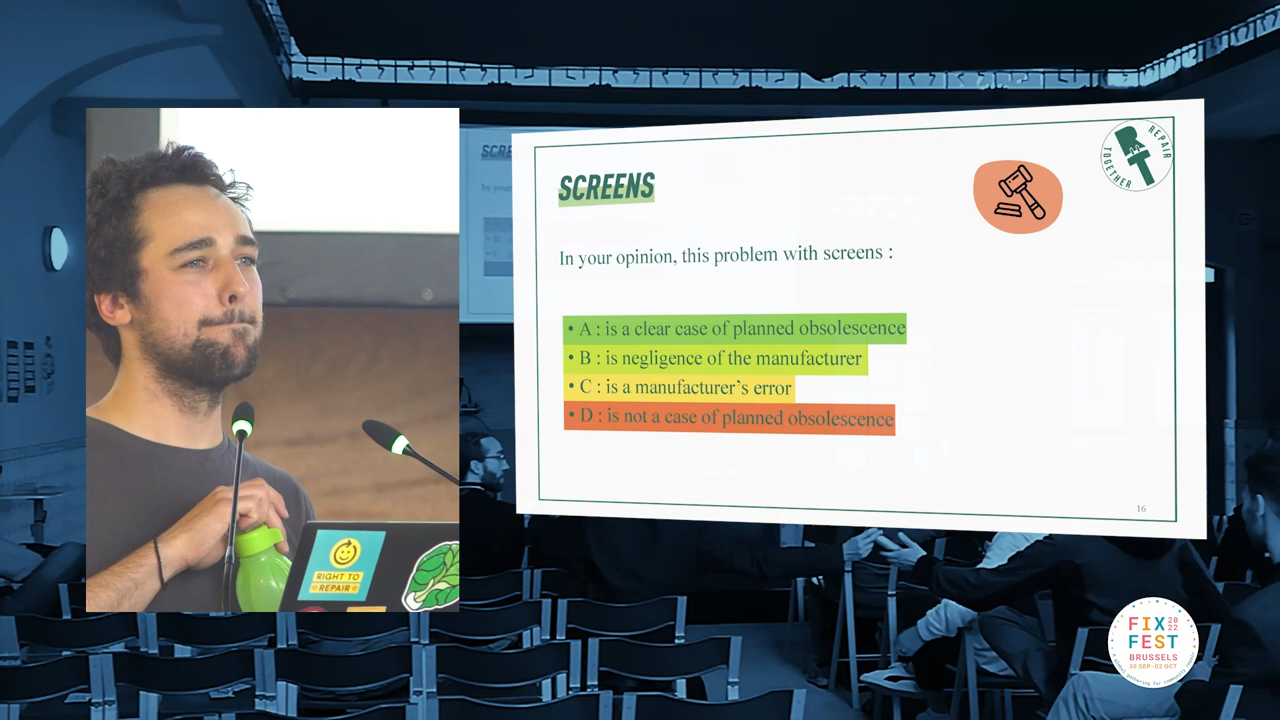 SCREENS
REPAIR
TOGETHER
In your opinion, this problem with screens :
• A : is a clear case of planned obsolescence
• B : is negligence of the manufacturer
• C : is a manufacturer's error
• D : is not a case of planned obsolescence
16
RIGHT TO
REPAIR
FIX
2022
FEST
BRUSSELS
30 SEP-02 OCT